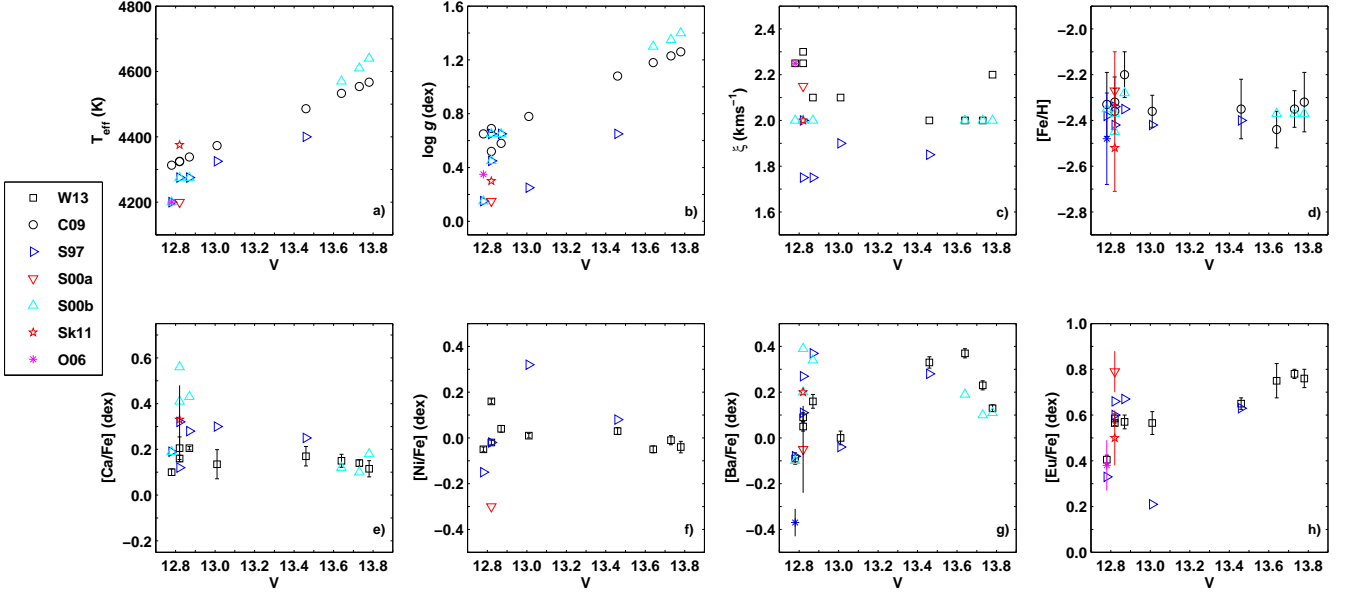 4800
4600
4400
4200
T_eff (K)
12.8 13.0 13.2 13.4 13.6 13.8
V
a)
1.6
1.2
0.8
0.4
0.0
log g (dex)
12.8 13.0 13.2 13.4 13.6 13.8
V
b)
2.4
2.2
2.0
1.8
1.6
ξ (kms⁻¹)
12.8 13.0 13.2 13.4 13.6 13.8
V
c)
−2.0
−2.2
−2.4
−2.6
−2.8
[Fe/H]
12.8 13.0 13.2 13.4 13.6 13.8
V
d)
W13
C09
S97
S00a
S00b
Sk11
O06
0.6
0.4
0.2
0.0
−0.2
[Ca/Fe] (dex)
12.8 13.0 13.2 13.4 13.6 13.8
V
e)
0.4
0.2
0.0
−0.2
−0.4
[Ni/Fe] (dex)
12.8 13.0 13.2 13.4 13.6 13.8
V
f)
0.4
0.2
0.0
−0.2
−0.4
[Ba/Fe] (dex)
12.8 13.0 13.2 13.4 13.6 13.8
V
g)
1.0
0.8
0.6
0.4
0.2
0.0
[Eu/Fe] (dex)
12.8 13.0 13.2 13.4 13.6 13.8
V
h)